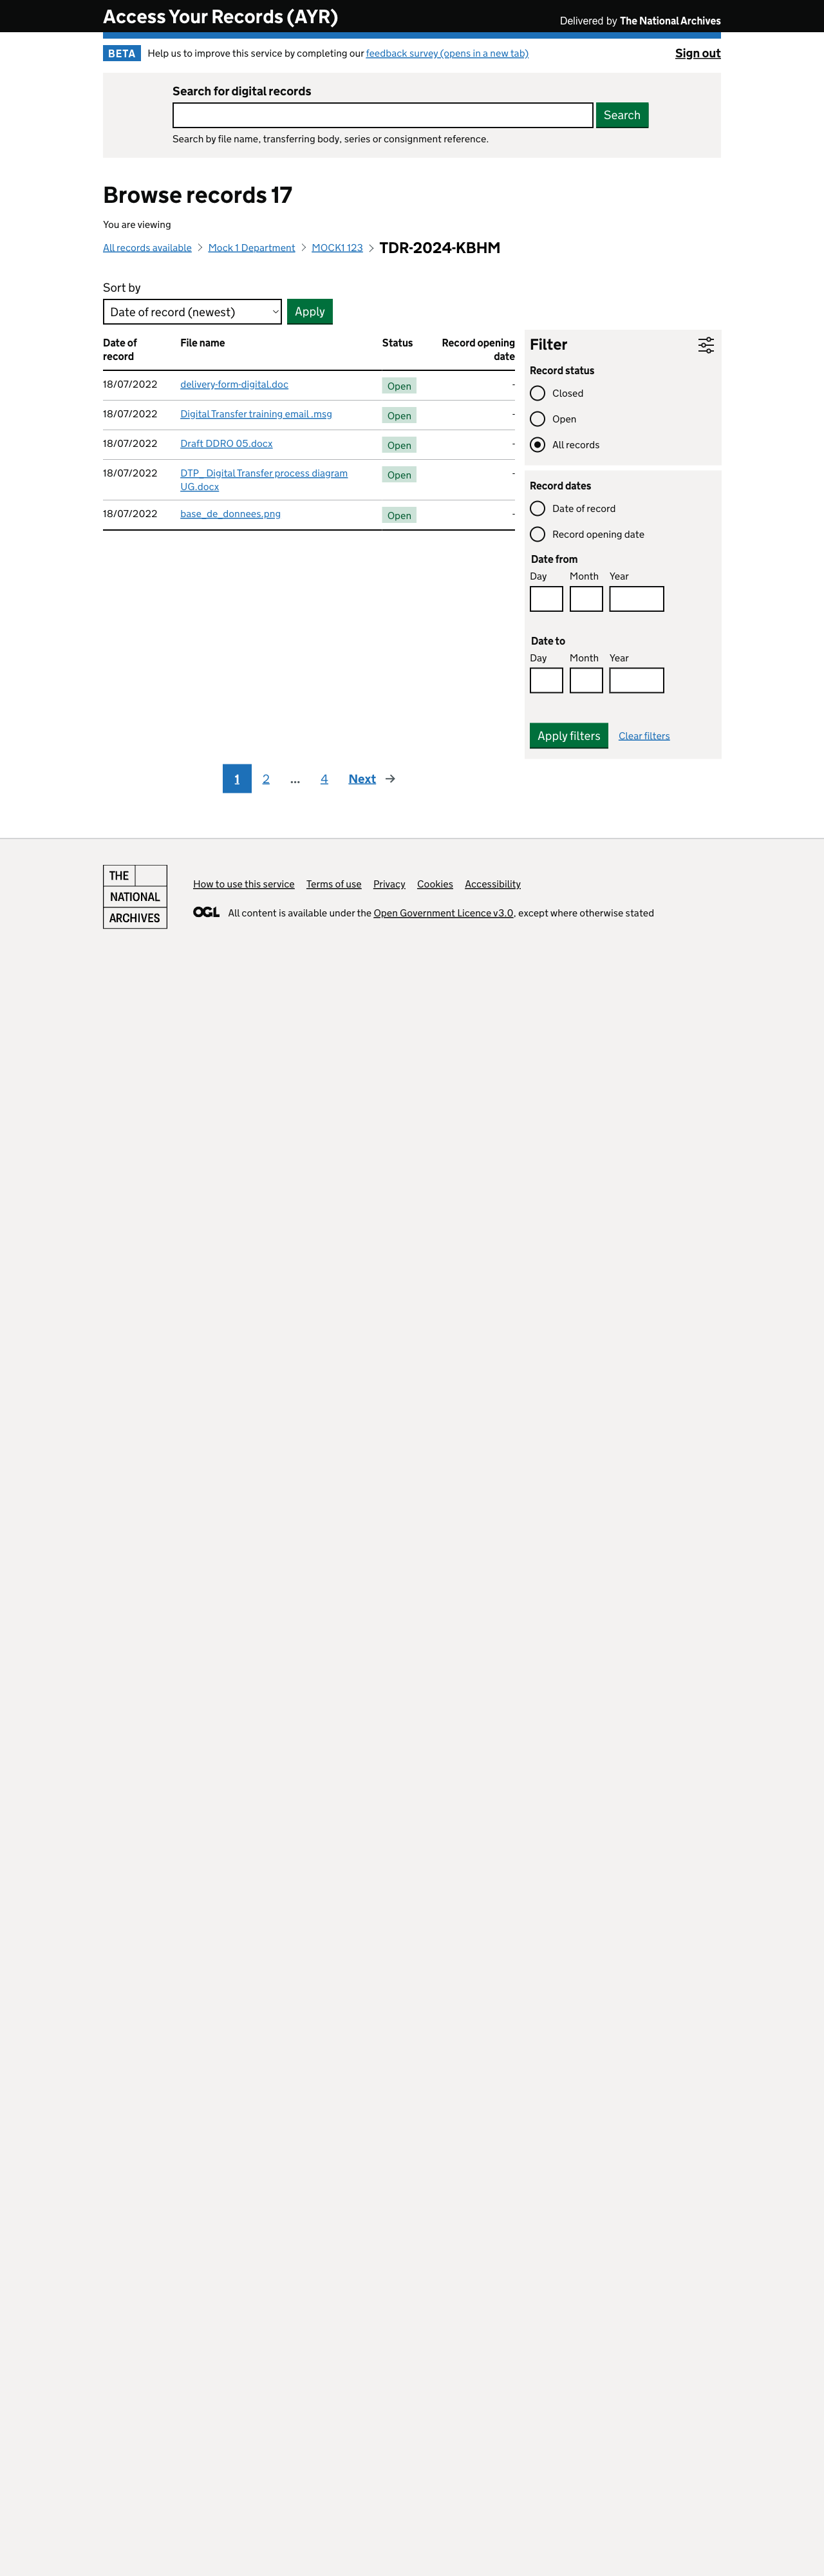 Access Your Records (AYR)
Delivered by The National Archives
BETA Help us to improve this service by completing our feedback survey (opens in a new tab)
Sign out
Search for digital records
Search
Search by file name, transferring body, series or consignment reference.
Browse records 17
You are viewing
All records available
Mock 1 Department
MOCK1 123
TDR-2024-KBHM
Sort by
Date of record (newest)
Apply
Date of record
File name
Status
Record opening date
18/07/2022 delivery-form-digital.doc Open -
18/07/2022 Digital Transfer training email .msg Open -
18/07/2022 Draft DDRO 05.docx Open -
18/07/2022 DTP_ Digital Transfer process diagram UG.docx Open -
18/07/2022 base_de_donnees.png Open -
Filter
Record status
Closed
Open
All records
Record dates
Date of record
Record opening date
Date from
Day Month Year
Date to
Day Month Year
Apply filters
Clear filters
1 2 ... 4 Next
THE
NATIONAL
ARCHIVES
How to use this service Terms of use Privacy Cookies Accessibility
OGL All content is available under the Open Government Licence v3.0, except where otherwise stated